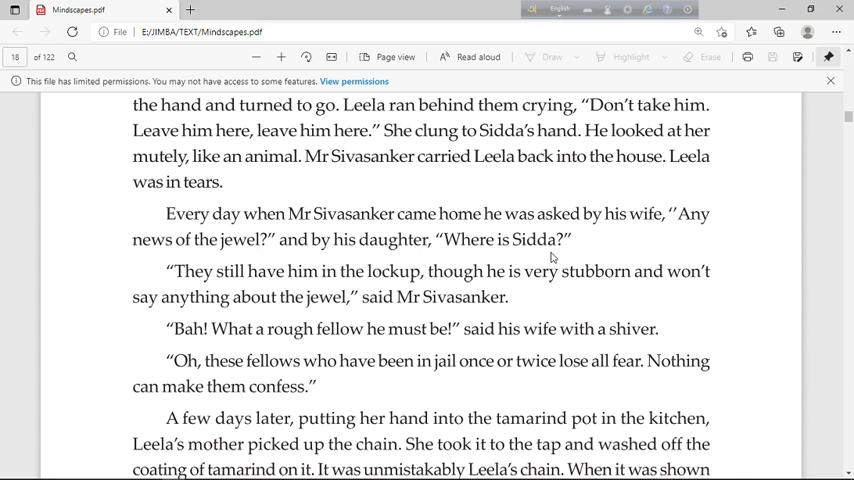 Mindscapes.pdf
English
File
E:/JIMBA/TEXT/Mindscapes.pdf
18 of 122
Page view
Read aloud
Draw
Highlight
Erase
This file has limited permissions. You may not have access to some features. View permissions
the hand and turned to go. Leela ran behind them crying, “Don’t take him.
Leave him here, leave him here.” She clung to Sidda’s hand. He looked at her
mutely, like an animal. Mr Sivasanker carried Leela back into the house. Leela
was in tears.
Every day when Mr Sivasanker came home he was asked by his wife, ‘‘Any
news of the jewel?” and by his daughter, “Where is Sidda?”
“They still have him in the lockup, though he is very stubborn and won’t
say anything about the jewel,” said Mr Sivasanker.
“Bah! What a rough fellow he must be!” said his wife with a shiver.
“Oh, these fellows who have been in jail once or twice lose all fear. Nothing
can make them confess.”
A few days later, putting her hand into the tamarind pot in the kitchen,
Leela’s mother picked up the chain. She took it to the tap and washed off the
coating of tamarind on it. It was unmistakably Leela’s chain. When it was shown